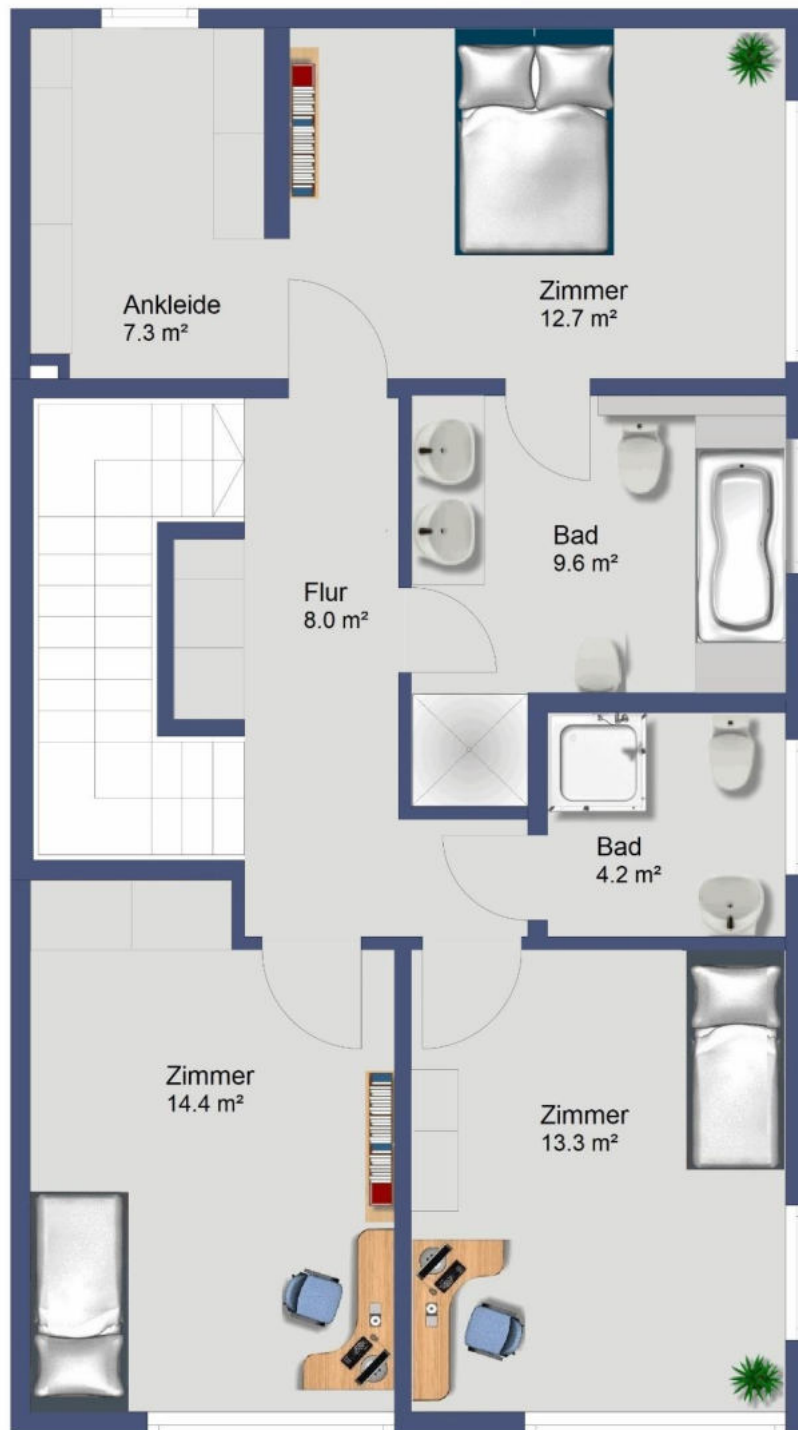 Ankleide
7.3 m²
Zimmer
12.7 m²
Bad
9.6 m²
Flur
8.0 m²
Bad
4.2 m²
Zimmer
14.4 m²
Zimmer
13.3 m²